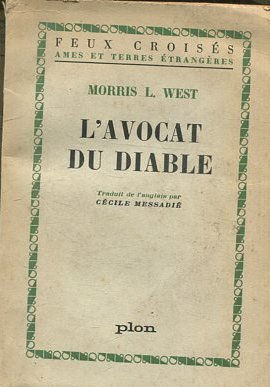 FEUX CROISÉS
AMES ET TERRES ÉTRANGÈRES
MORRIS L. WEST
L'AVOCAT
DU DIABLE
Traduit de l'anglais par
CÉCILE MESSADIÉ
plon